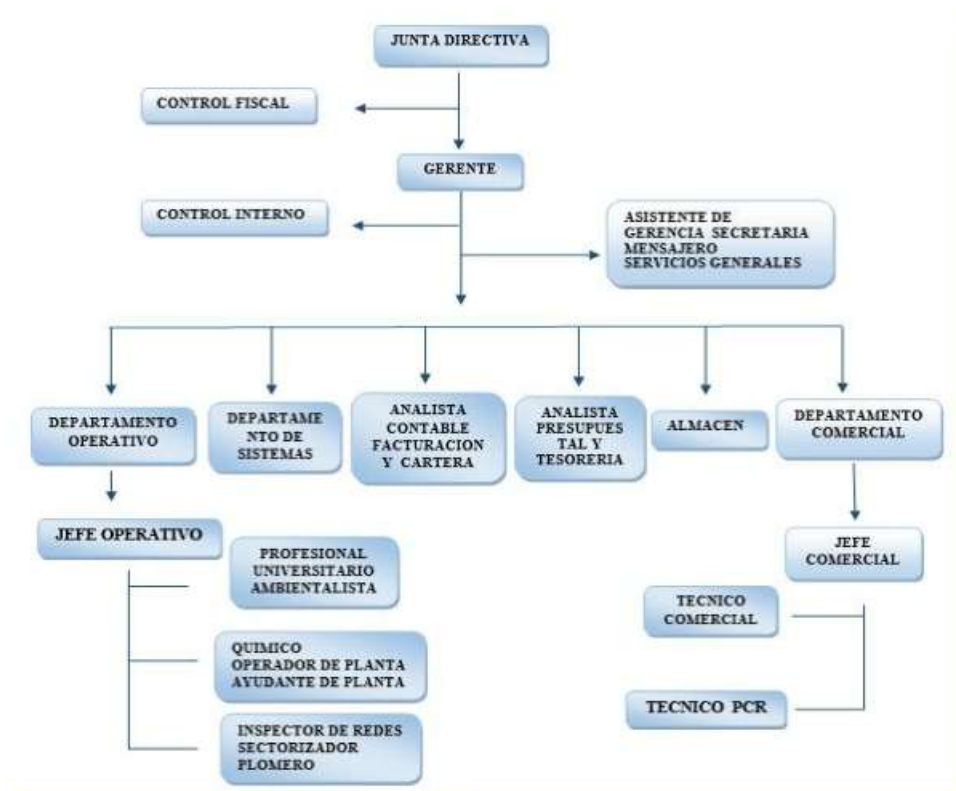 JUNTA DIRECTIVA
CONTROL FISCAL
GERENTE
CONTROL INTERNO
ASISTENTE DE
GERENCIA SECRETARIA
MENSAJERO
SERVICIOS GENERALES
DEPARTAMENTO
OPERATIVO
DEPARTAME
NTO DE
SISTEMAS
ANALISTA
CONTABLE
FACTURACION
Y CARTERA
ANALISTA
PRESUPUES
TAL Y
TESORERIA
ALMACEN
DEPARTAMENTO
COMERCIAL
JEFE OPERATIVO
PROFESIONAL
UNIVERSITARIO
AMBIENTALISTA
QUIMICO
OPERADOR DE PLANTA
AYUDANTE DE PLANTA
INSPECTOR DE REDES
SECTORIZADOR
PLOMERO
JEFE
COMERCIAL
TECNICO
COMERCIAL
TECNICO PCR